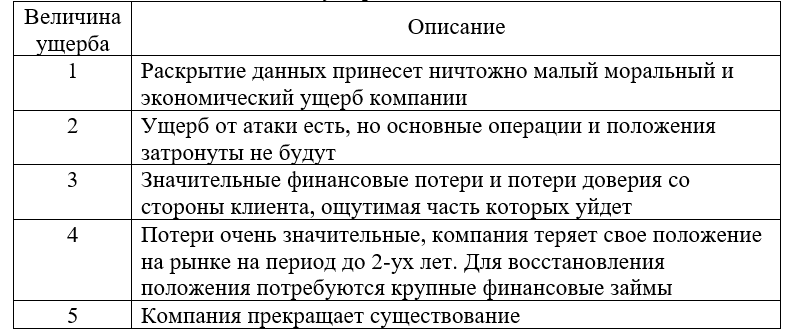 Величина ущерба
Описание
1
Раскрытие данных принесет ничтожно малый моральный и
экономический ущерб компании
2
Ущерб от атаки есть, но основные операции и положения
затронуты не будут
3
Значительные финансовые потери и потери доверия со
стороны клиента, ощутимая часть которых уйдет
4
Потери очень значительные, компания теряет свое положение
на рынке на период до 2-ух лет. Для восстановления
положения потребуются крупные финансовые займы
5
Компания прекращает существование